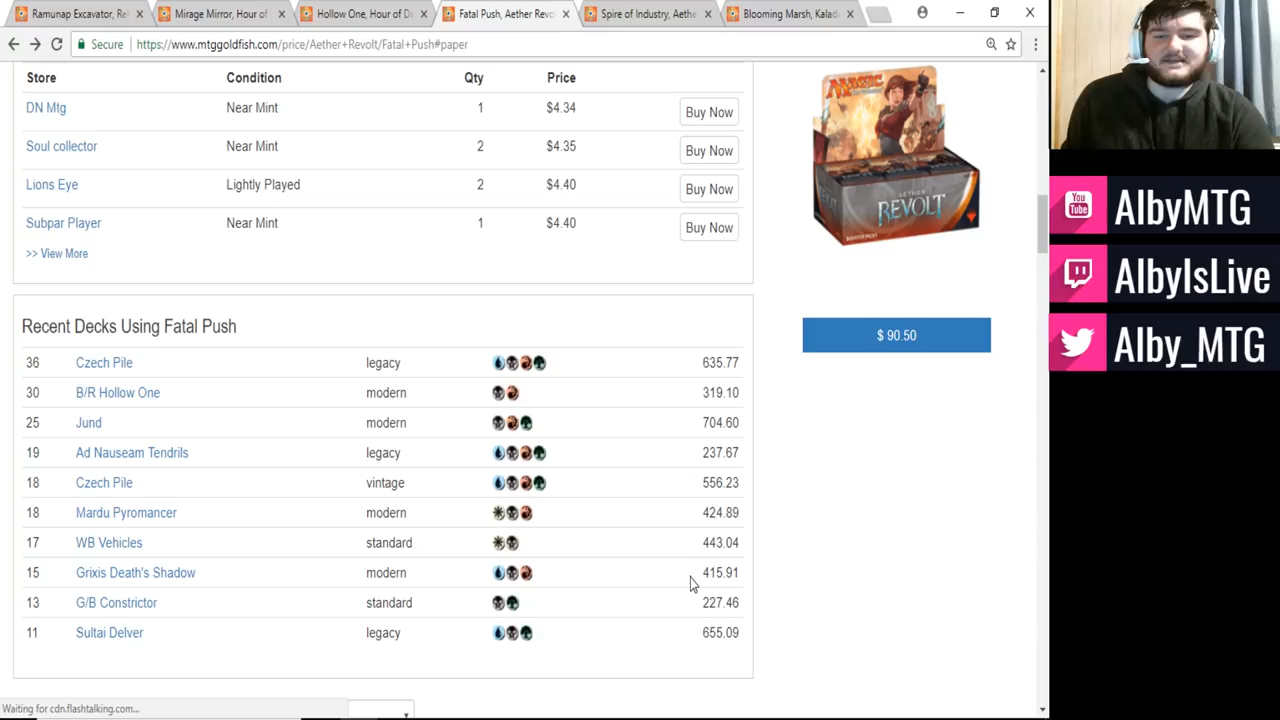 Ramunap Excavator, Rel
Mirage Mirror, Hour of
Hollow One, Hour of De
Fatal Push, Aether Revo
Spire of Industry, Aethe
Blooming Marsh, Kalad
Secure
https://www.mtggoldfish.com/price/Aether+Revolt/Fatal+Push#paper
Store Condition Qty Price
DN Mtg Near Mint 1 $4.34 Buy Now
Soul collector Near Mint 2 $4.35 Buy Now
Lions Eye Lightly Played 2 $4.40 Buy Now
Subpar Player Near Mint 1 $4.40 Buy Now
>> View More
MAGIC
AETHER
REVOLT
$ 90.50
Recent Decks Using Fatal Push
36 Czech Pile legacy 635.77
30 B/R Hollow One modern 319.10
25 Jund modern 704.60
19 Ad Nauseam Tendrils legacy 237.67
18 Czech Pile vintage 556.23
18 Mardu Pyromancer modern 424.89
17 WB Vehicles standard 443.04
15 Grixis Death's Shadow modern 415.91
13 G/B Constrictor standard 227.46
11 Sultai Delver legacy 655.09
Waiting for cdn.flashtalking.com...
You Tube
AlbyMTG
AlbyIsLive
Alby_MTG